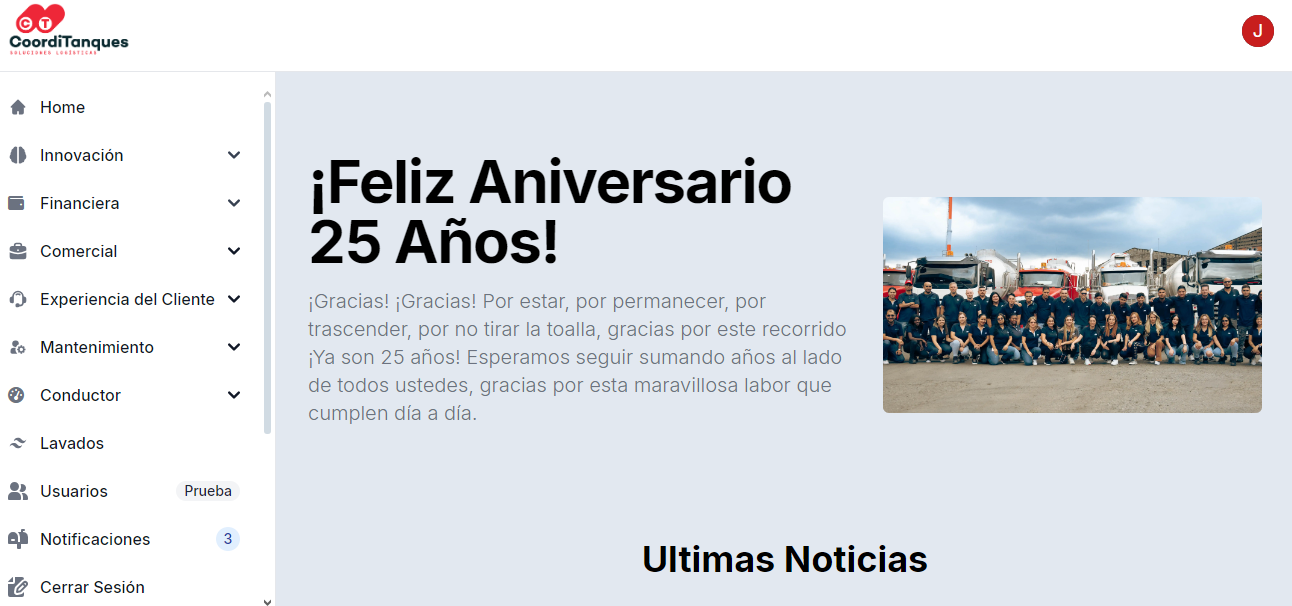 CT
CoordiTanques
SOLUCIONES LOGÍSTICAS
J
Home
Innovación
Financiera
Comercial
Experiencia del Cliente
Mantenimiento
Conductor
Lavados
Usuarios
Prueba
Notificaciones
3
Cerrar Sesión
¡Feliz Aniversario
25 Años!
¡Gracias! ¡Gracias! Por estar, por permanecer, por
trascender, por no tirar la toalla, gracias por este recorrido
¡Ya son 25 años! Esperamos seguir sumando años al lado
de todos ustedes, gracias por esta maravillosa labor que
cumplen día a día.
Ultimas Noticias